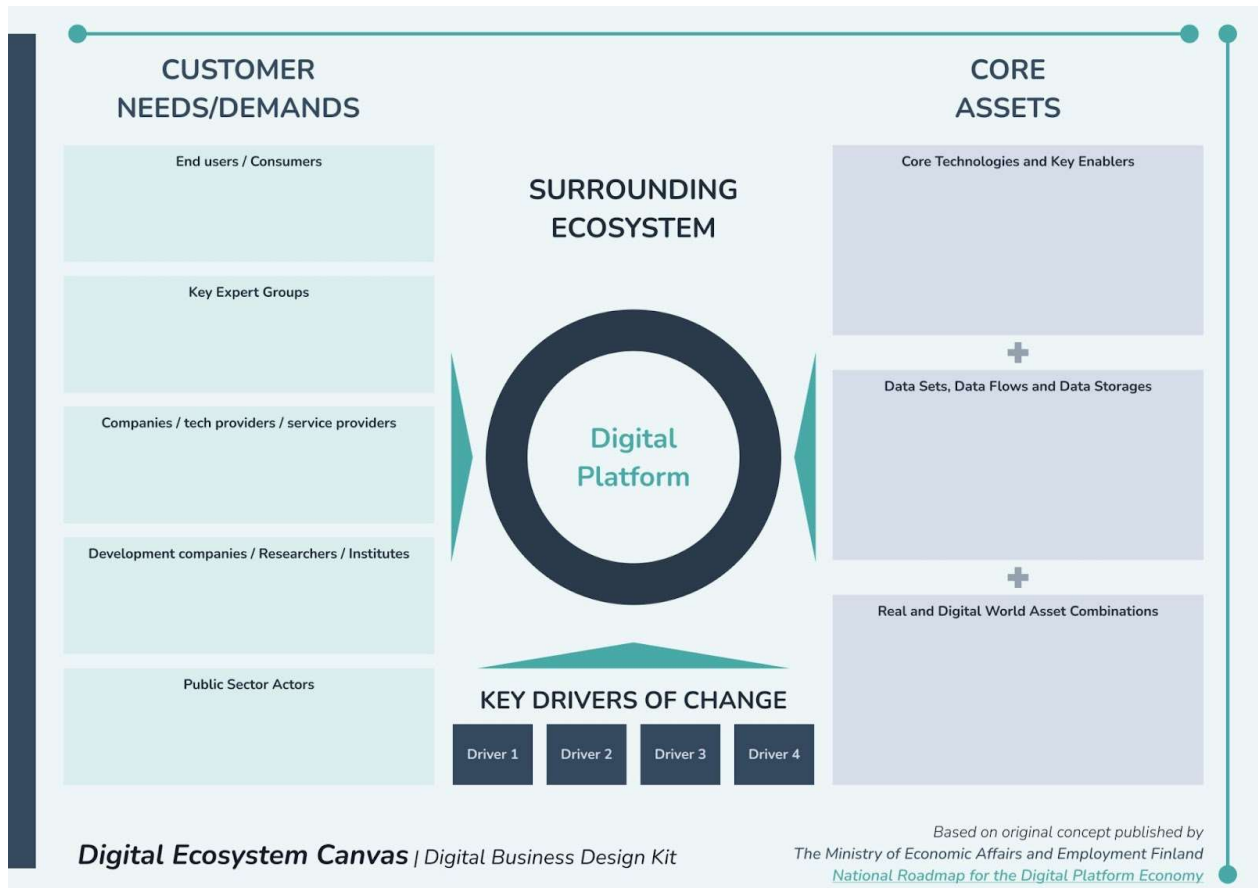 CUSTOMER
NEEDS/DEMANDS
End users / Consumers
Key Expert Groups
Companies / tech providers / service providers
Development companies / Researchers / Institutes
Public Sector Actors
SURROUNDING
ECOSYSTEM
Digital
Platform
KEY DRIVERS OF CHANGE
Driver 1
Driver 2
Driver 3
Driver 4
CORE
ASSETS
Core Technologies and Key Enablers
Data Sets, Data Flows and Data Storages
Real and Digital World Asset Combinations
Digital Ecosystem Canvas | Digital Business Design Kit
Based on original concept published by
The Ministry of Economic Affairs and Employment Finland
National Roadmap for the Digital Platform Economy